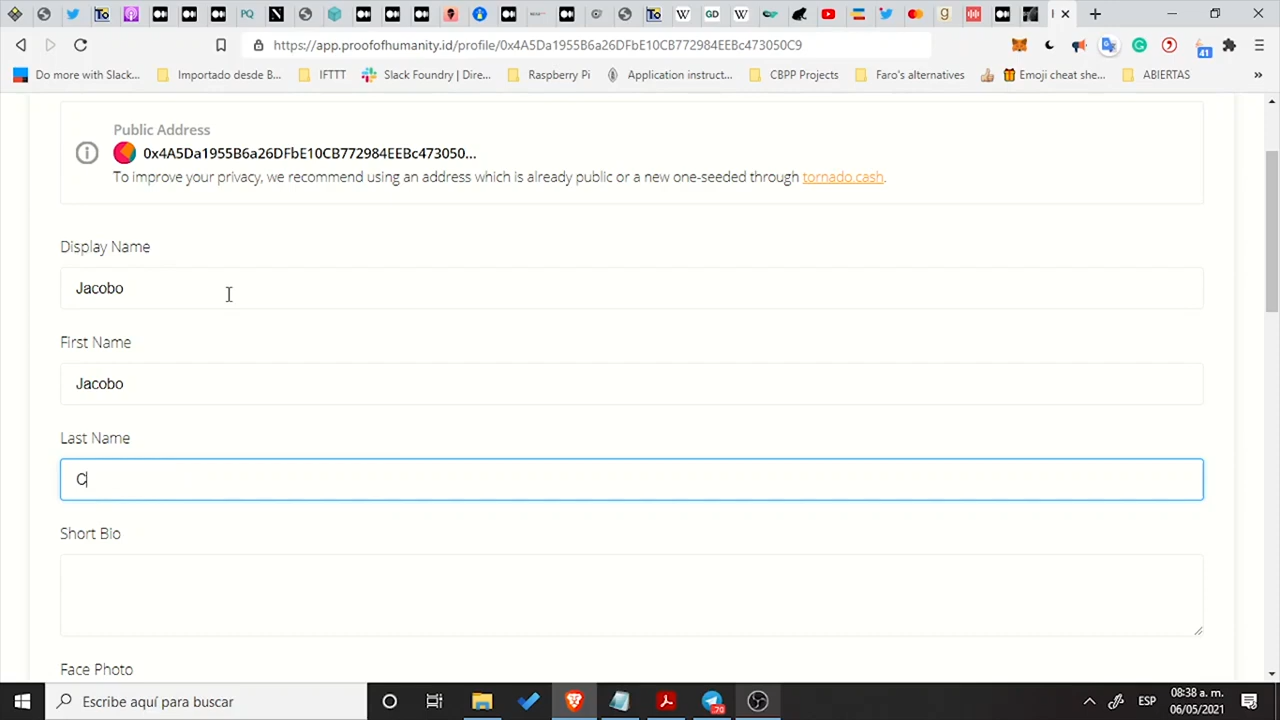 https://app.proofofhumanity.id/profile/0x4A5Da1955B6a26DFbE10CB772984EEBc473050C9
41
Do more with Slack... Importado desde B... IFTTT Slack Foundry | Dire... Raspberry Pi Application instruct... CBPP Projects Faro's alternatives Emoji cheat she... ABIERTAS »
Public Address
0x4A5Da1955B6a26DFbE10CB772984EEBc473050...
To improve your privacy, we recommend using an address which is already public or a new one-seeded through tornado.cash.
Display Name
Jacobo
First Name
Jacobo
Last Name
C
Short Bio
Face Photo
Escribe aquí para buscar
70
ESP
08:38 a. m.
06/05/2021